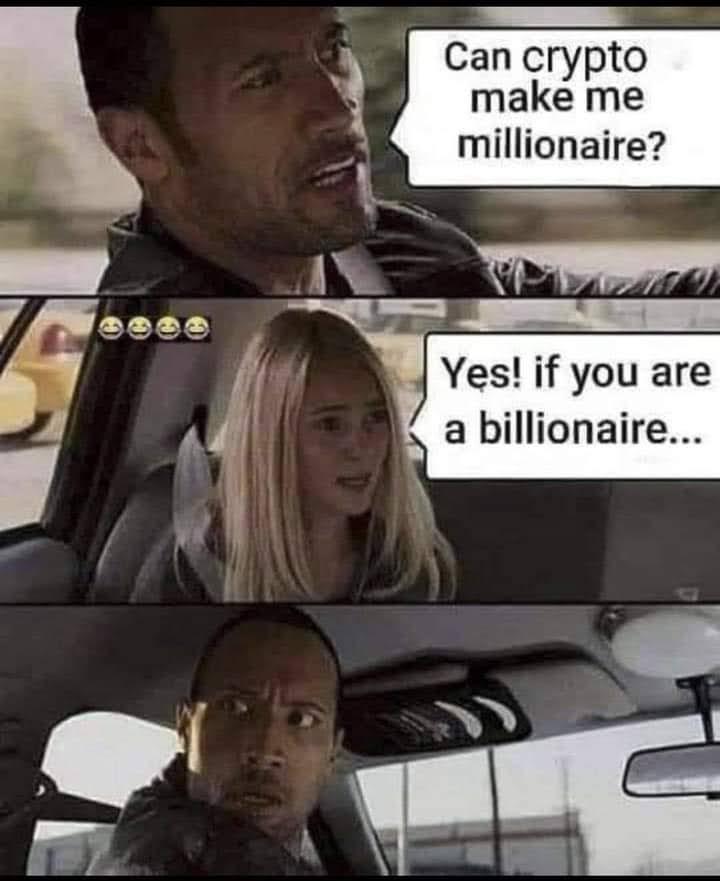 Can crypto
make me
millionaire?
😂😂😂😂
Yes! if you are
a billionaire...